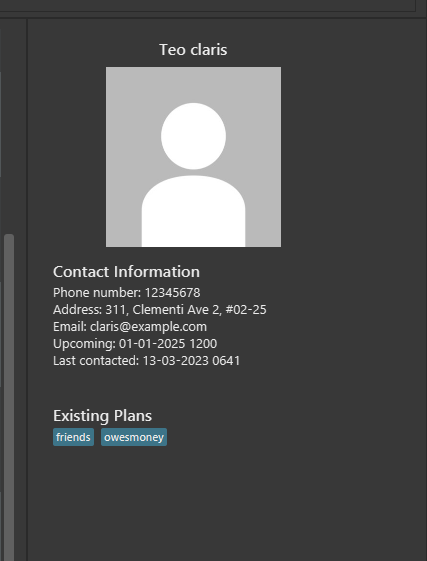 Teo claris
Contact Information
Phone number: 12345678
Address: 311, Clementi Ave 2, #02-25
Email: claris@example.com
Upcoming: 01-01-2025 1200
Last contacted: 13-03-2023 0641
Existing Plans
friends owesmoney